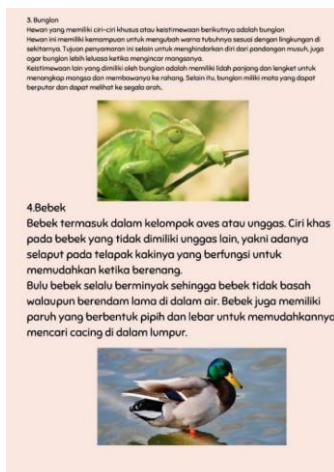 3. Bunglon
Hewan yang memiliki ciri-ciri khusus atau keistimewaan berikutnya adalah bunglon
Hewan ini memiliki kemampuan untuk mengubah warna tubuhnya sesuai dengan lingkungan di
sekitarnya. Tujuan penyamaran ini selain untuk menghindarkan diri dari pandangan musuh, juga
agar bunglon lebih leluasa ketika mengincar mangsanya.
Keistimewaan lain yang dimiliki oleh bunglon adalah memiliki lidah panjang dan lengket untuk
menangkap mangsa dan membawanya ke rahang. Selain itu, bunglon miliki mata yang dapat
berputar dan dapat melihat ke segala arah.
4.Bebek
Bebek termasuk dalam kelompok aves atau unggas. Ciri khas
pada bebek yang tidak dimiliki unggas lain, yakni adanya
selaput pada telapak kakinya yang berfungsi untuk
memudahkan ketika berenang.
Bulu bebek selalu berminyak sehingga bebek tidak basah
walaupun berendam lama di dalam air. Bebek juga memiliki
paruh yang berbentuk pipih dan lebar untuk memudahkannya
mencari cacing di dalam lumpur.